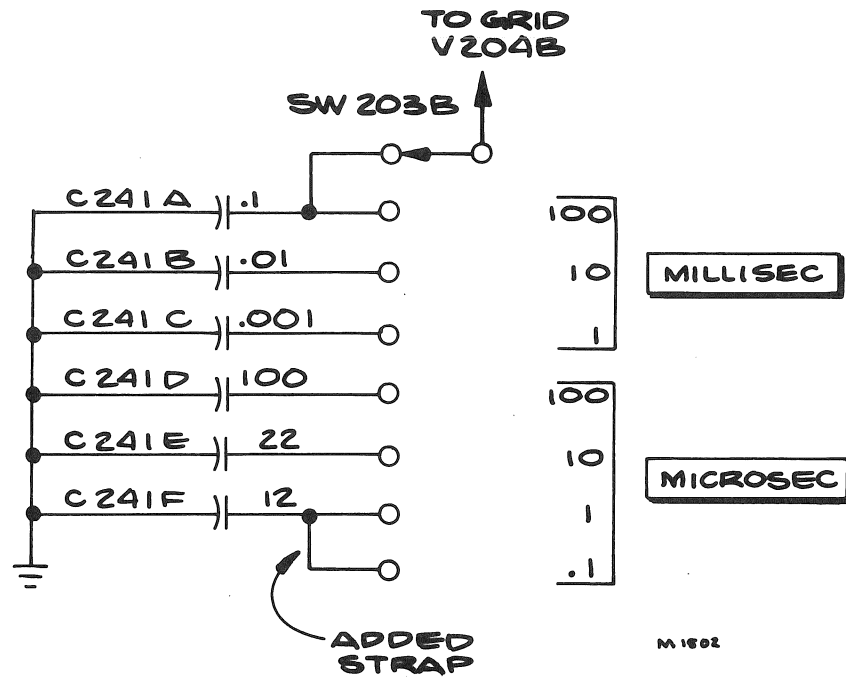 TO GRID
V204B
SW 203B
C241A .1 100
C241B .01 10 MILLISEC
C241C .001 1
C241D 100 100
C241E 22 10 MICROSEC
C241F 12 1
.1
ADDED
STRAP
M 1502